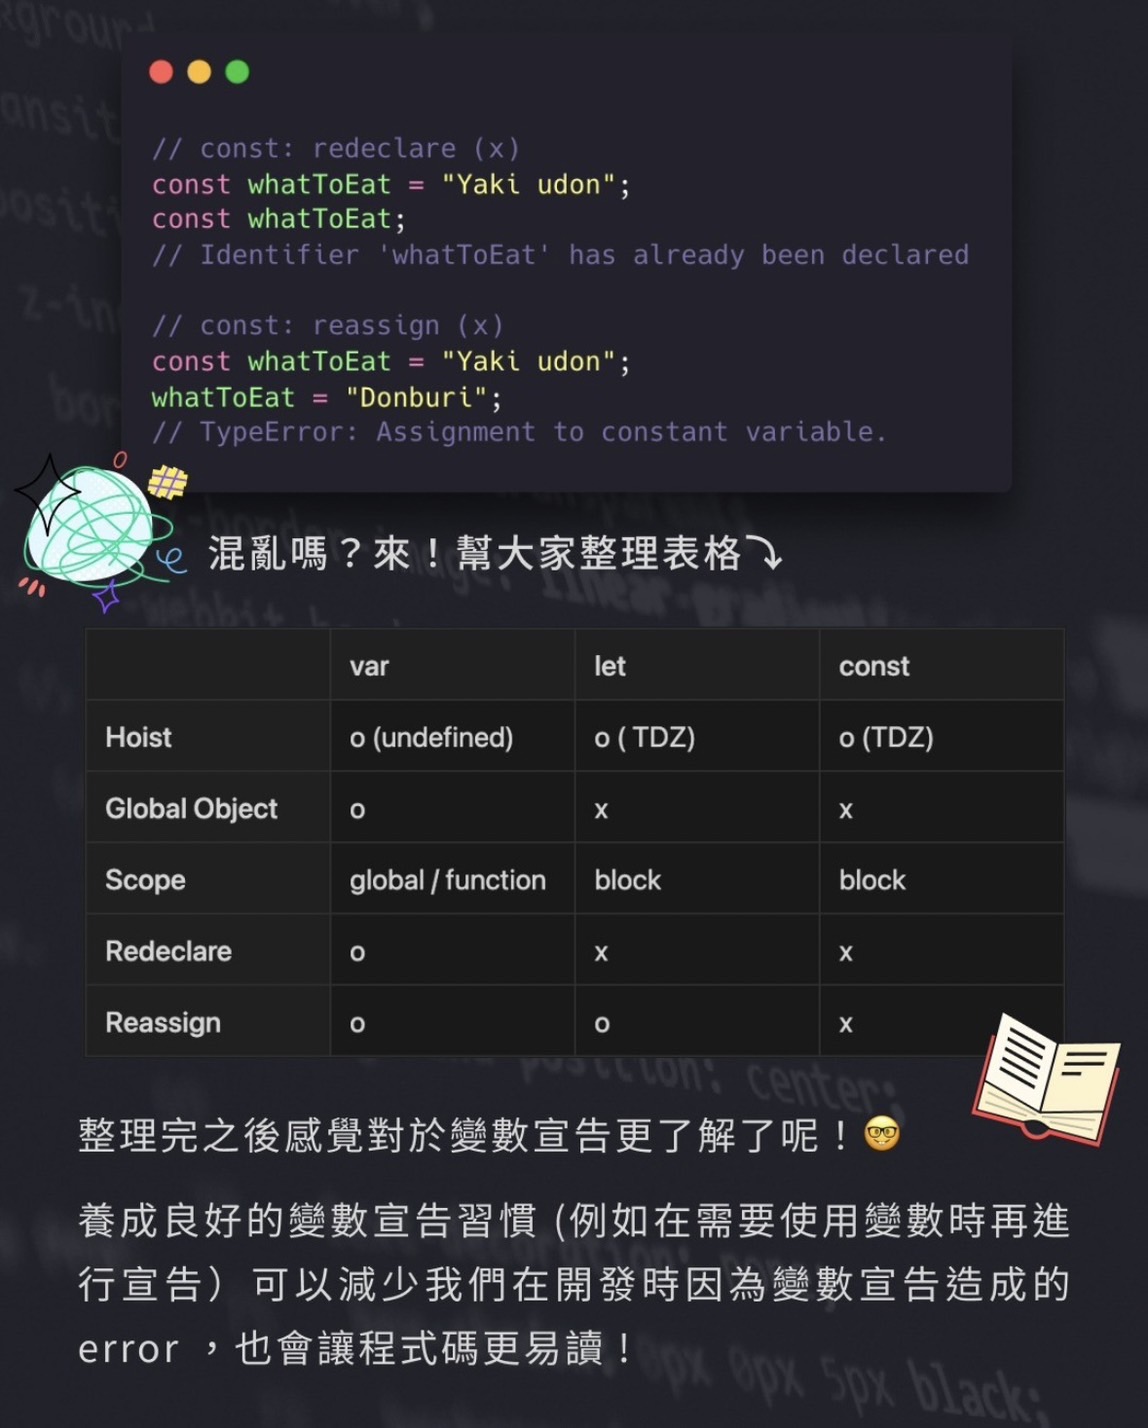 // const: redeclare (x)
const whatToEat = "Yaki udon";
const whatToEat;
// Identifier 'whatToEat' has already been declared
// const: reassign (x)
const whatToEat = "Yaki udon";
whatToEat = "Donburi";
// TypeError: Assignment to constant variable.
混亂嗎？來！幫大家整理表格
var let const
Hoist o (undefined) o ( TDZ) o (TDZ)
Global Object o x x
Scope global / function block block
Redeclare o x x
Reassign o o x
整理完之後感覺對於變數宣告更了解了呢！🤓
養成良好的變數宣告習慣 (例如在需要使用變數時再進
行宣告）可以減少我們在開發時因為變數宣告造成的
error ，也會讓程式碼更易讀！